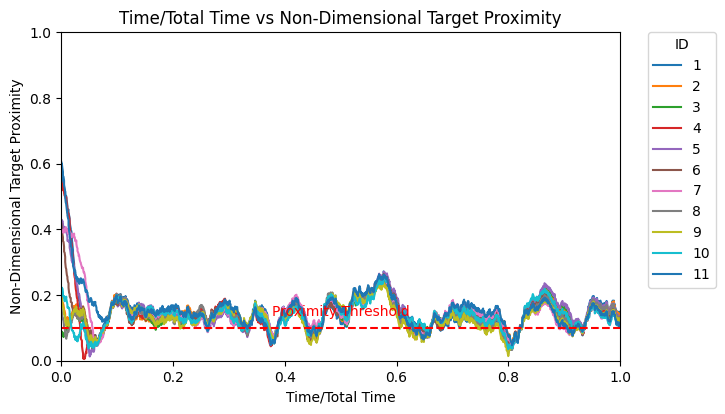 Time/Total Time vs Non-Dimensional Target Proximity
Non-Dimensional Target Proximity
1.0
0.8
0.6
0.4
0.2
0.0
Proximity Threshold
0.0 0.2 0.4 0.6 0.8 1.0
Time/Total Time
ID
1
2
3
4
5
6
7
8
9
10
11